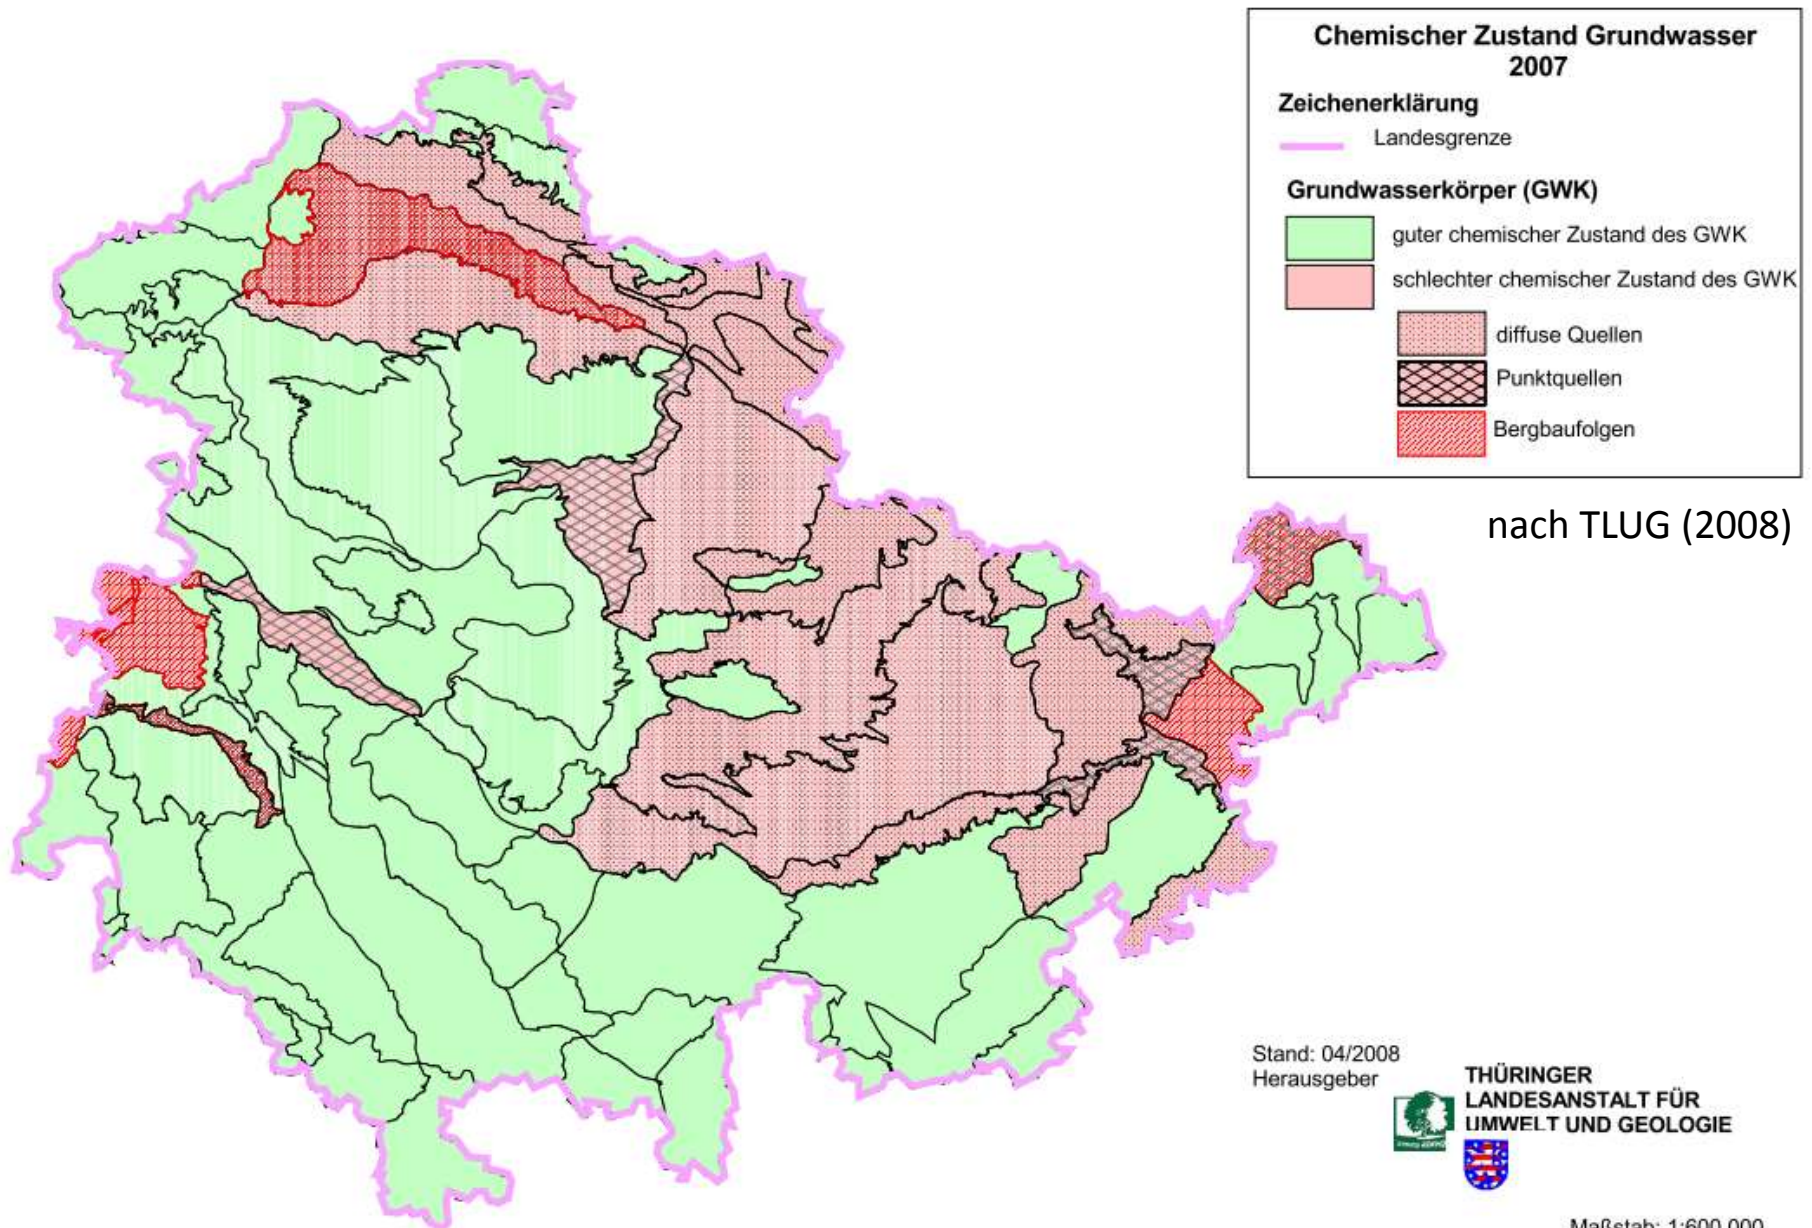 Chemischer Zustand Grundwasser
2007
Zeichenerklärung
Landesgrenze
Grundwasserkörper (GWK)
guter chemischer Zustand des GWK
schlechter chemischer Zustand des GWK
diffuse Quellen
Punktquellen
Bergbaufolgen
nach TLUG (2008)
Stand: 04/2008
Herausgeber
THÜRINGER
LANDESANSTALT FÜR
UMWELT UND GEOLOGIE
Maßstab: 1:600.000